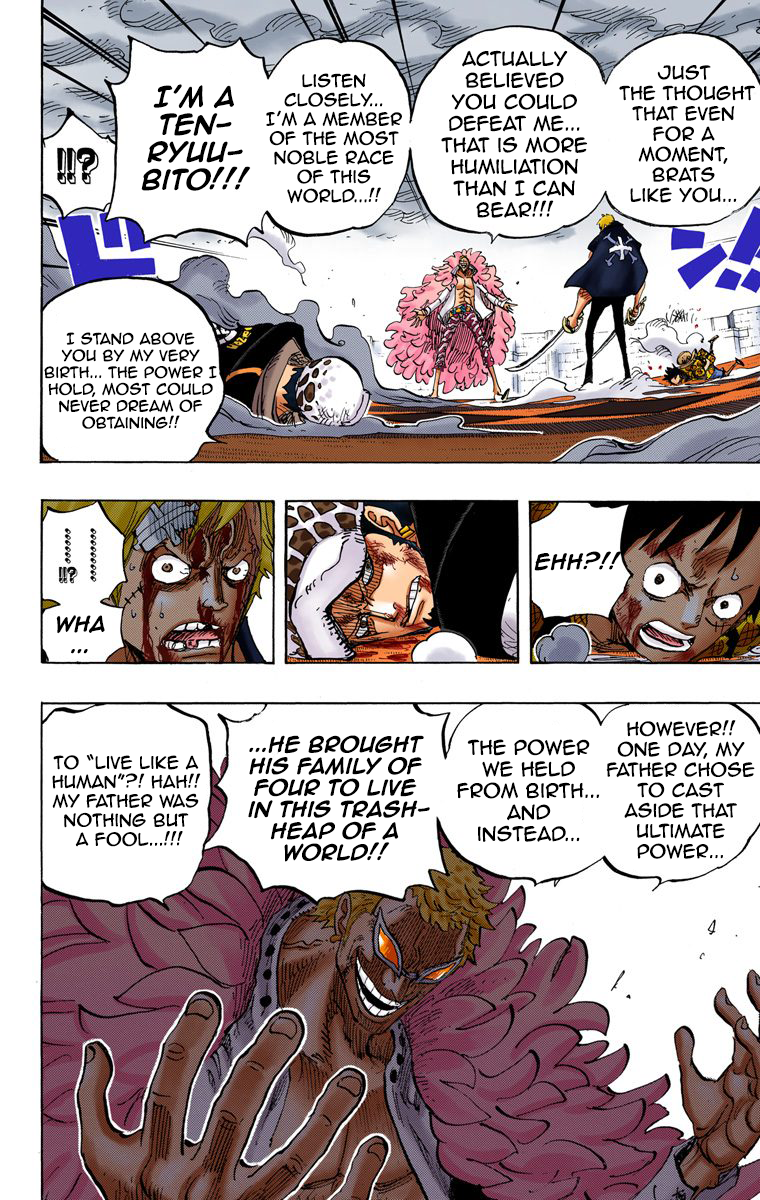 JUST
THE THOUGHT
THAT EVEN
FOR A
MOMENT,
BRATS
LIKE YOU...
ACTUALLY
BELIEVED
YOU COULD
DEFEAT ME...
THAT IS MORE
HUMILIATION
THAN I CAN
BEAR!!!
LISTEN
CLOSELY...
I'M A MEMBER
OF THE MOST
NOBLE RACE
OF THIS
WORLD...!!
I'M A
TEN-
RYUU-
BITO!!!
!!?
ドン!!
I STAND ABOVE
YOU BY MY VERY
BIRTH... THE POWER I
HOLD, MOST COULD
NEVER DREAM OF
OBTAINING!!
EHH?!!
......!!?
WHA
...
HOWEVER!!
ONE DAY, MY
FATHER CHOSE
TO CAST
ASIDE THAT
ULTIMATE
POWER...
THE POWER
WE HELD
FROM BIRTH...
AND
INSTEAD...
...HE BROUGHT
HIS FAMILY OF
FOUR TO LIVE
IN THIS TRASH-
HEAP OF A
WORLD!!
TO "LIVE LIKE A
HUMAN"?! HAH!!
MY FATHER WAS
NOTHING BUT
A FOOL...!!!